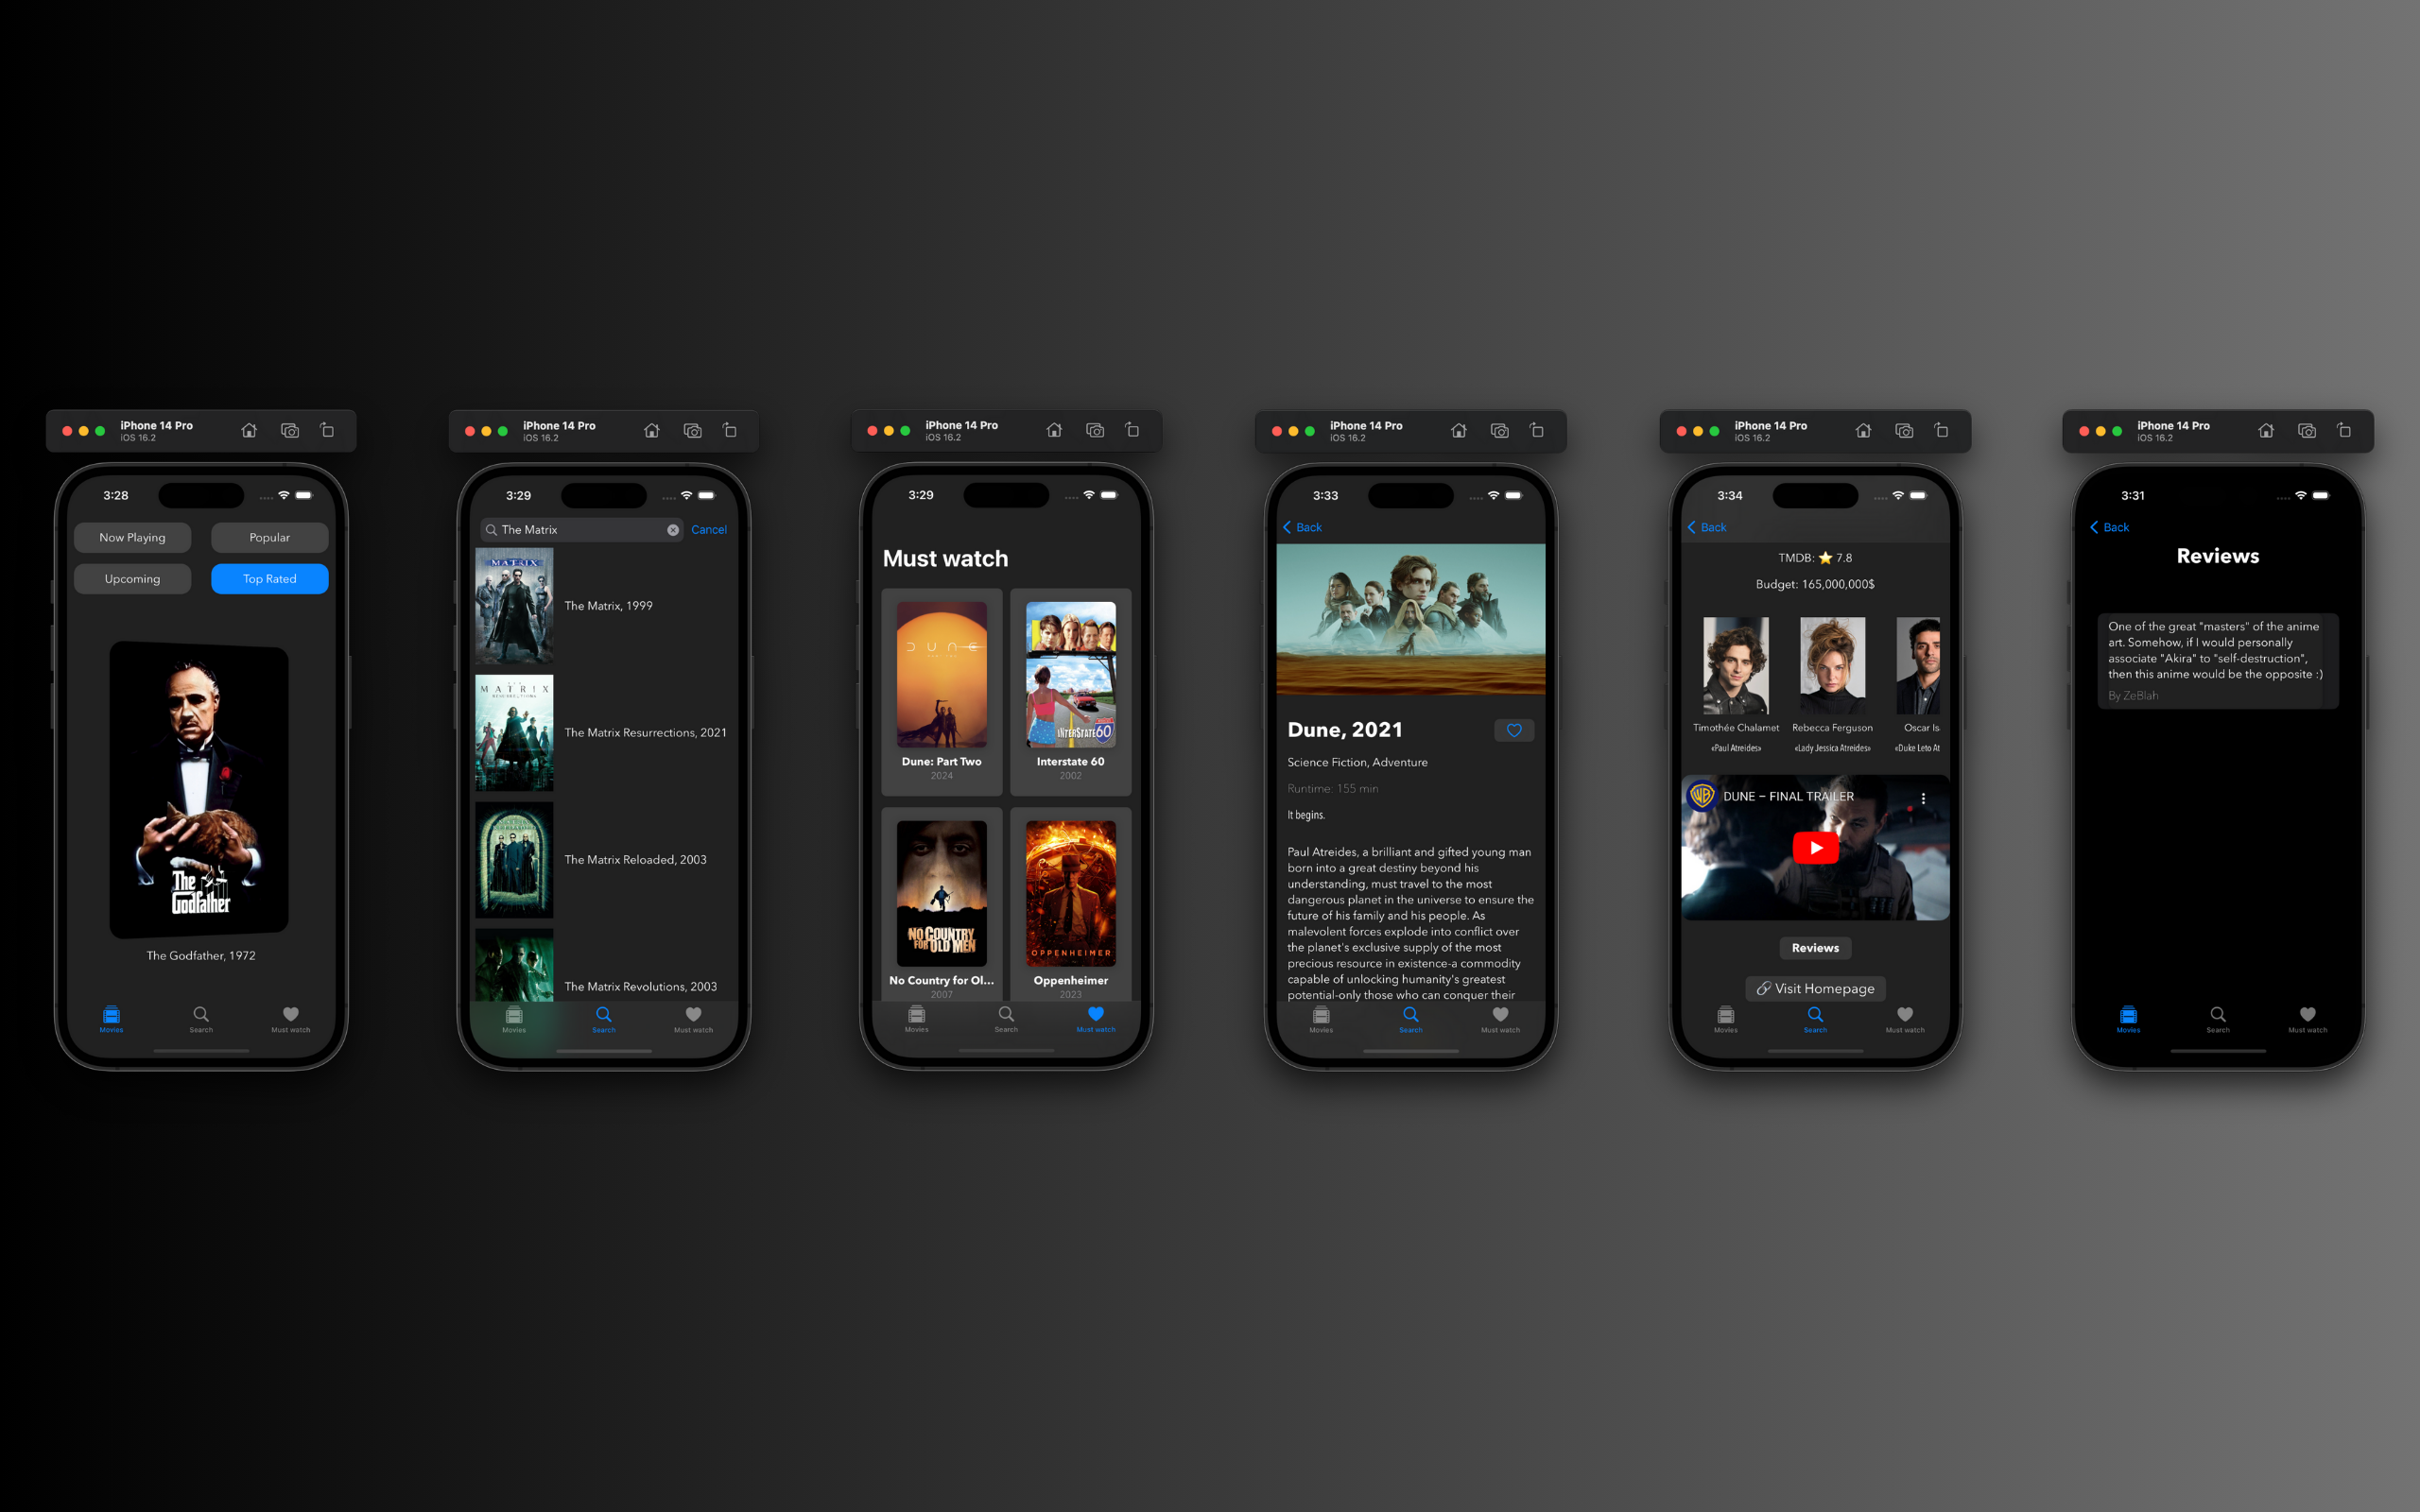 iPhone 14 Pro
iOS 16.2
3:28
Now Playing
Popular
Upcoming
Top Rated
The
Godfather
The Godfather, 1972
Movies
Search
Must watch
iPhone 14 Pro
iOS 16.2
3:29
The Matrix
Cancel
MATRIX
The Matrix, 1999
MATRIX
RESURRECTIONS
The Matrix Resurrections, 2021
The Matrix Reloaded, 2003
The Matrix Revolutions, 2003
Movies
Search
Must watch
iPhone 14 Pro
iOS 16.2
3:29
Must watch
DUNE
INTERSTATE 60
Dune: Part Two
2024
Interstate 60
2002
NO COUNTRY
FOR OLD MEN
OPPENHEIMER
No Country for Ol...
2007
Oppenheimer
2023
Movies
Search
Must watch
iPhone 14 Pro
iOS 16.2
3:33
Back
Dune, 2021
Science Fiction, Adventure
Runtime: 155 min
It begins.
Paul Atreides, a brilliant and gifted young man
born into a great destiny beyond his
understanding, must travel to the most
dangerous planet in the universe to ensure the
future of his family and his people. As
malevolent forces explode into conflict over
the planet's exclusive supply of the most
precious resource in existence-a commodity
capable of unlocking humanity's greatest
potential-only those who can conquer their
Movies
Search
Must watch
iPhone 14 Pro
iOS 16.2
3:34
Back
TMDB: ⭐ 7.8
Budget: 165,000,000$
Timothée Chalamet
«Paul Atreides»
Rebecca Ferguson
«Lady Jessica Atreides»
Oscar Is
«Duke Leto At
WB
DUNE – FINAL TRAILER
Reviews
Visit Homepage
Movies
Search
Must watch
iPhone 14 Pro
iOS 16.2
3:31
Back
Reviews
One of the great "masters" of the anime
art. Somehow, if I would personally
associate "Akira" to "self-destruction",
then this anime would be the opposite :)
By ZeBlah
Movies
Search
Must watch